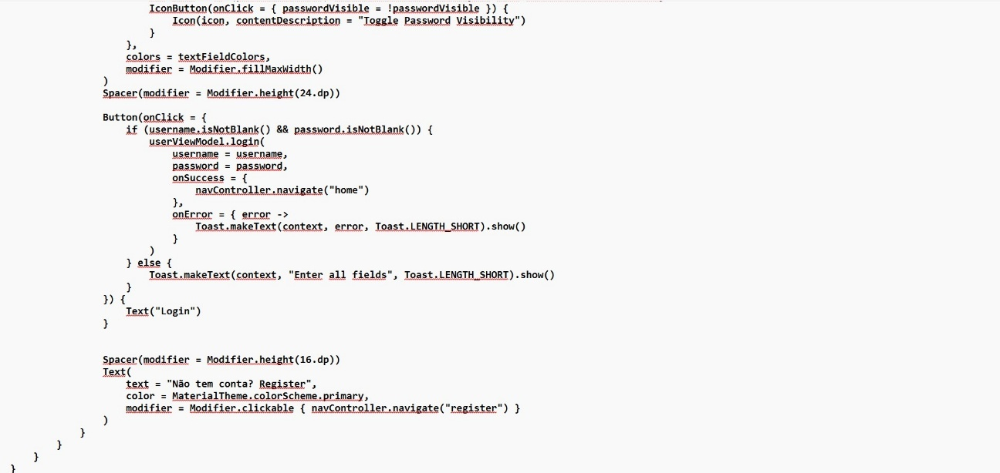 IconButton(onClick = { passwordVisible = !passwordVisible }) {
Icon(icon, contentDescription = "Toggle Password Visibility")
}
},
colors = textFieldColors,
modifier = Modifier.fillMaxWidth()
)
Spacer(modifier = Modifier.height(24.dp))
Button(onClick = {
if (username.isNotBlank() && password.isNotBlank()) {
userViewModel.login(
username = username,
password = password,
onSuccess = {
navController.navigate("home")
},
onError = { error ->
Toast.makeText(context, error, Toast.LENGTH_SHORT).show()
}
)
} else {
Toast.makeText(context, "Enter all fields", Toast.LENGTH_SHORT).show()
}
}) {
Text("Login")
}
Spacer(modifier = Modifier.height(16.dp))
Text(
text = "Não tem conta? Register",
color = MaterialTheme.colorScheme.primary,
modifier = Modifier.clickable { navController.navigate("register") }
)
}
}
}
}